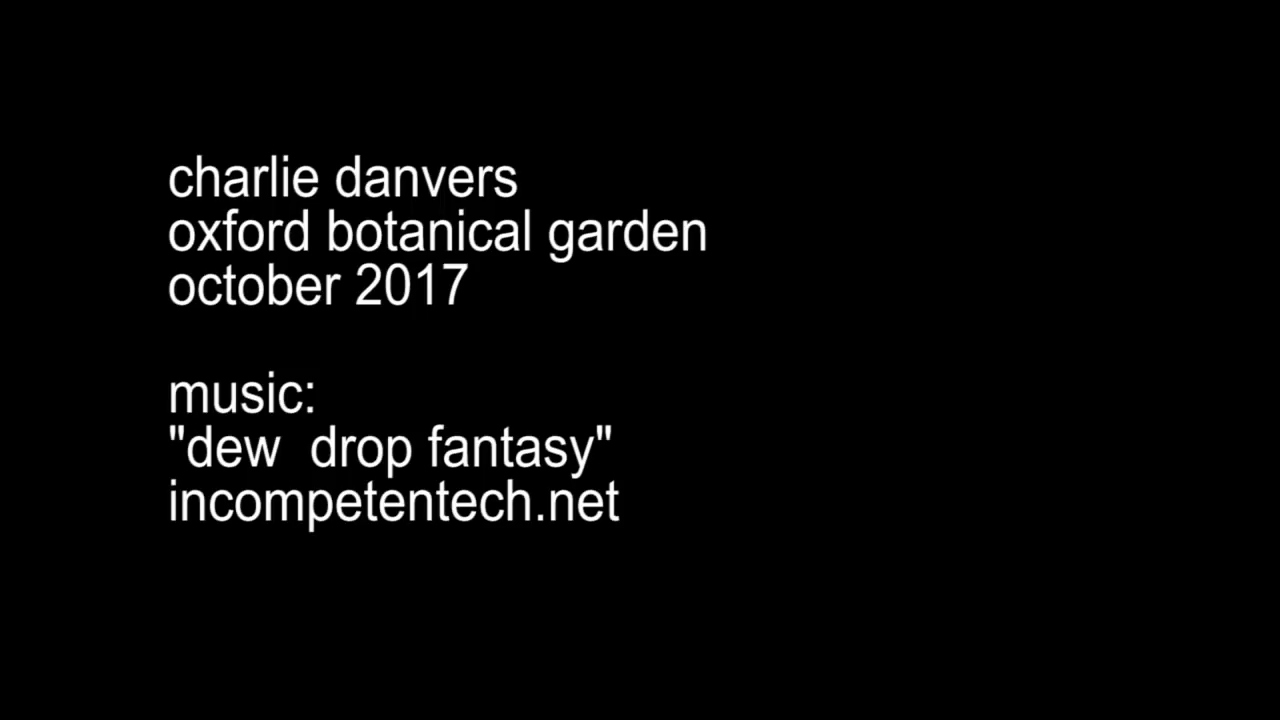 charlie danvers
oxford botanical garden
october 2017
music:
"dew  drop fantasy"
incompetentech.net